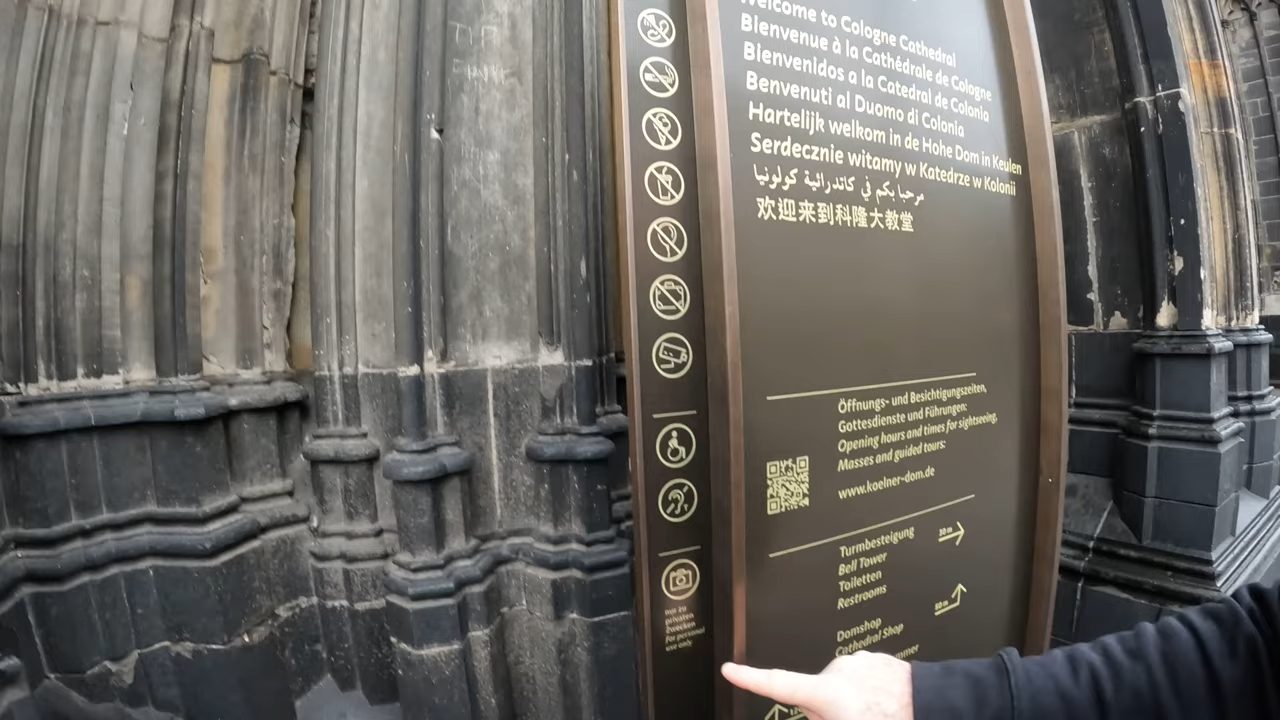 Welcome to Cologne Cathedral
Bienvenue à la Cathédrale de Cologne
Bienvenidos a la Catedral de Colonia
Benvenuti al Duomo di Colonia
Hartelijk welkom in de Hohe Dom in Keulen
Serdecznie witamy w Katedrze w Kolonii
مرحبا بكم في كاتدرائية كولونيا
欢迎来到科隆大教堂
Öffnungs- und Besichtigungszeiten,
Gottesdienste und Führungen:
Opening hours and times for sightseeing,
Masses and guided tours:
www.koelner-dom.de
Turmbesteigung
Bell Tower
30 m
Toiletten
Restrooms
Domshop
Cathedral Shop
nur zu
privaten
Zwecken
For personal
use only